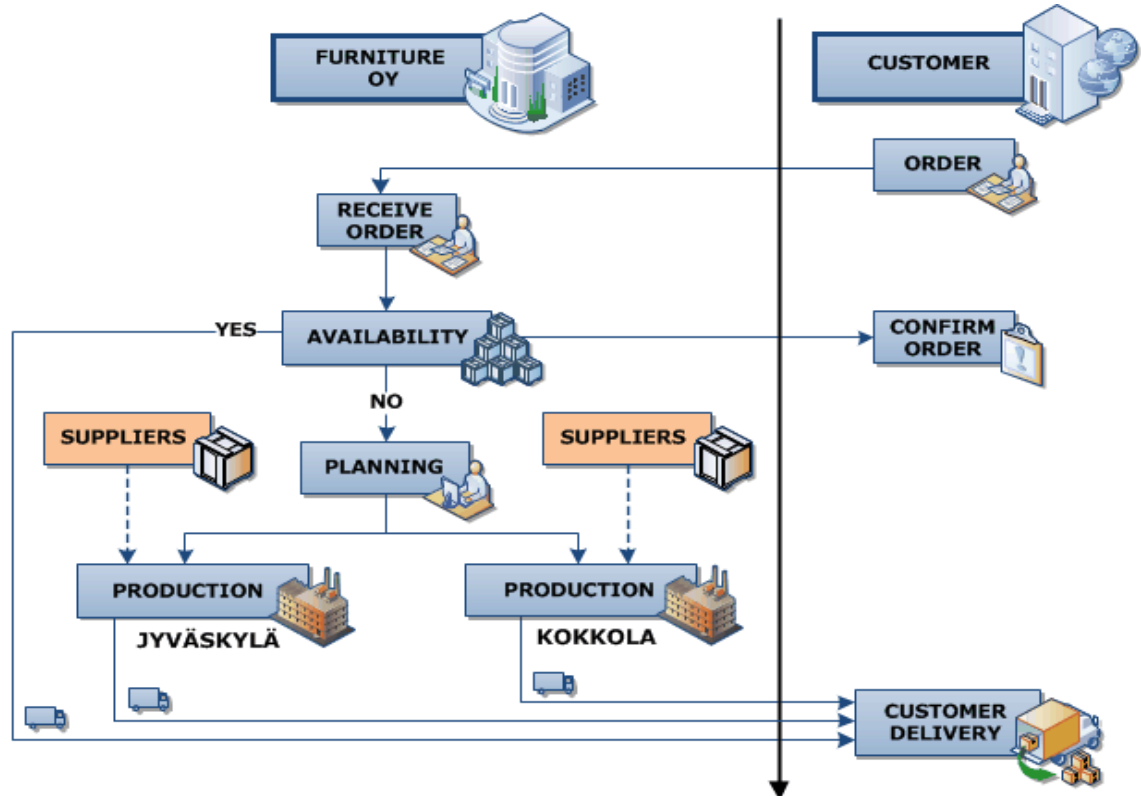 FURNITURE
OY
CUSTOMER
ORDER
RECEIVE
ORDER
YES
AVAILABILITY
CONFIRM
ORDER
NO
SUPPLIERS
SUPPLIERS
PLANNING
PRODUCTION
PRODUCTION
JYVÄSKYLÄ
KOKKOLA
CUSTOMER
DELIVERY